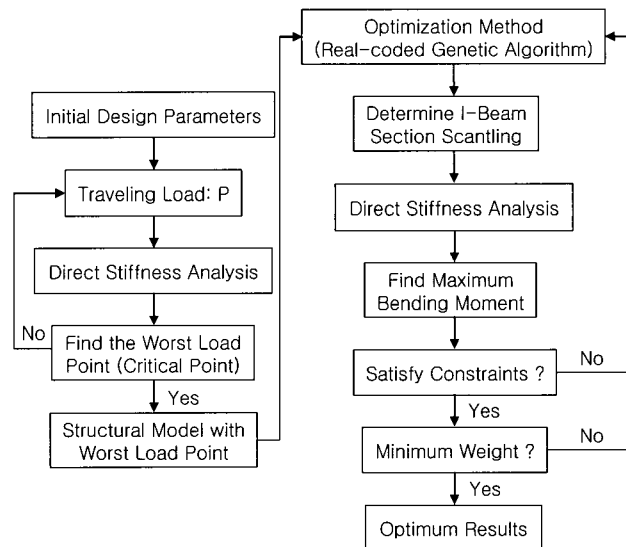 Initial Design Parameters
Traveling Load: P
Direct Stiffness Analysis
No
Find the Worst Load
Point (Critical Point)
Yes
Structural Model with
Worst Load Point
Optimization Method
(Real-coded Genetic Algorithm)
Determine I-Beam
Section Scantling
Direct Stiffness Analysis
Find Maximum
Bending Moment
Satisfy Constraints ?
No
Yes
Minimum Weight ?
No
Yes
Optimum Results